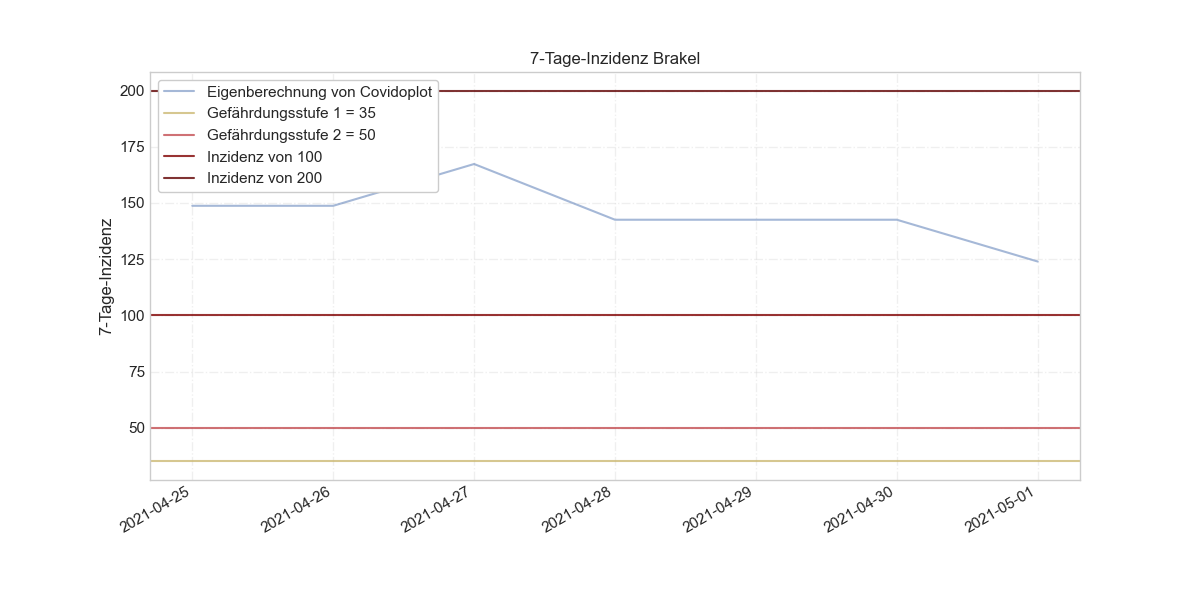 7-Tage-Inzidenz Brakel
Eigenberechnung von Covidoplot
Gefährdungsstufe 1 = 35
Gefährdungsstufe 2 = 50
Inzidenz von 100
Inzidenz von 200
7-Tage-Inzidenz
200
175
150
125
100
75
50
2021-04-25
2021-04-26
2021-04-27
2021-04-28
2021-04-29
2021-04-30
2021-05-01